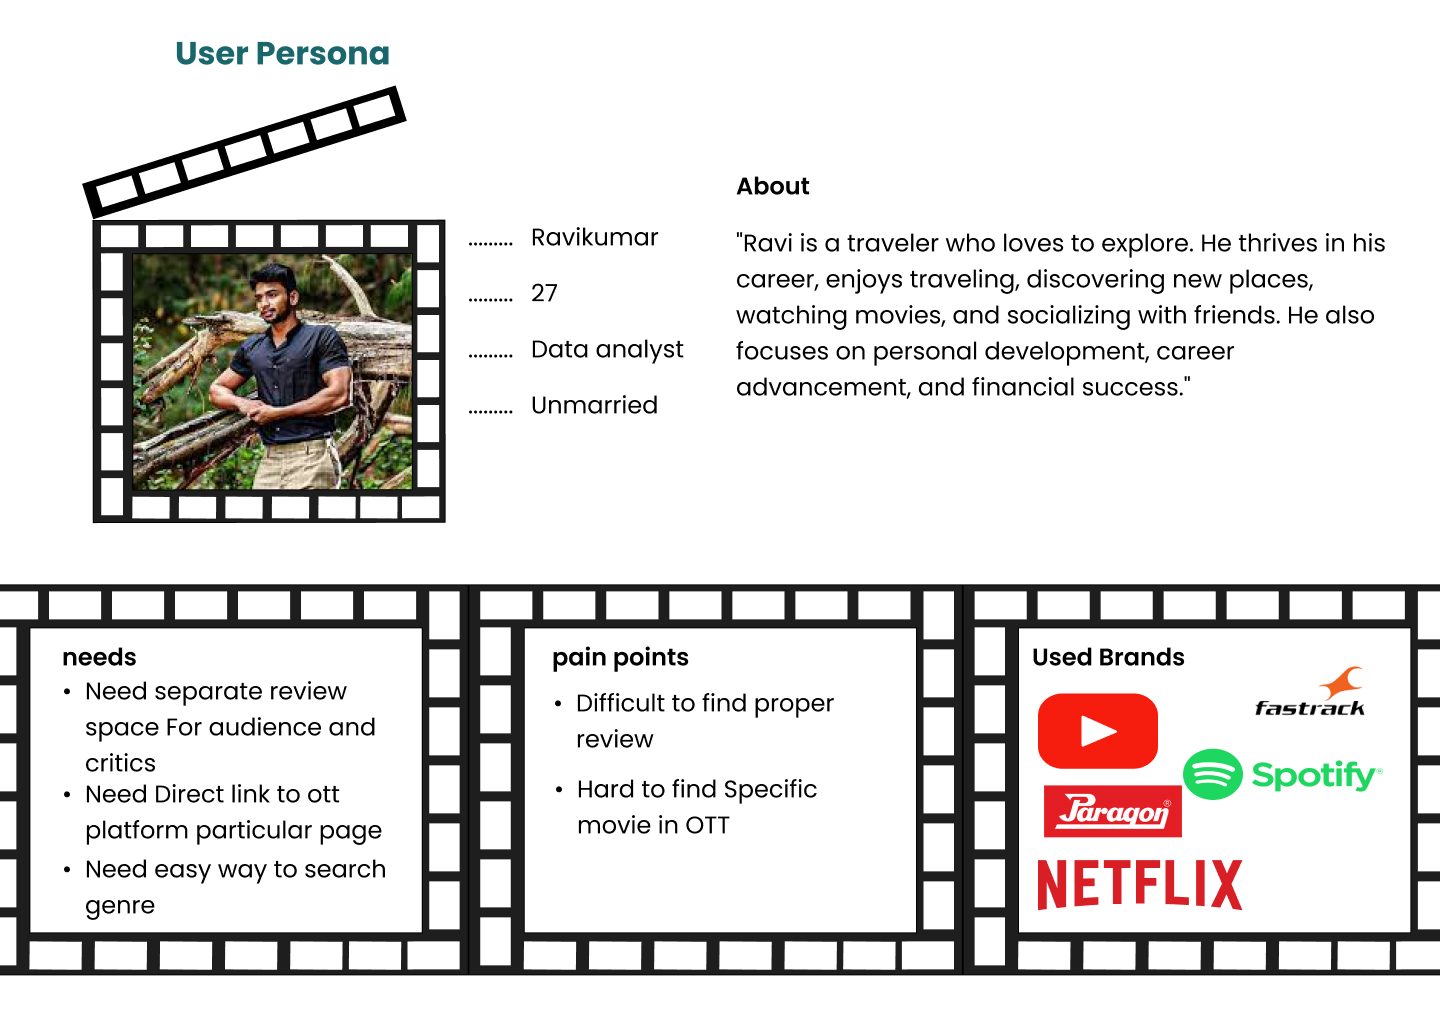 User Persona
......... Ravikumar
......... 27
......... Data analyst
......... Unmarried
About
"Ravi is a traveler who loves to explore. He thrives in his
career, enjoys traveling, discovering new places,
watching movies, and socializing with friends. He also
focuses on personal development, career
advancement, and financial success."
needs
• Need separate review
space For audience and
critics
• Need Direct link to ott
platform particular page
• Need easy way to search
genre
pain points
• Difficult to find proper
review
• Hard to find Specific
movie in OTT
Used Brands
fastrack
Spotify®
Paragon®
NETFLIX